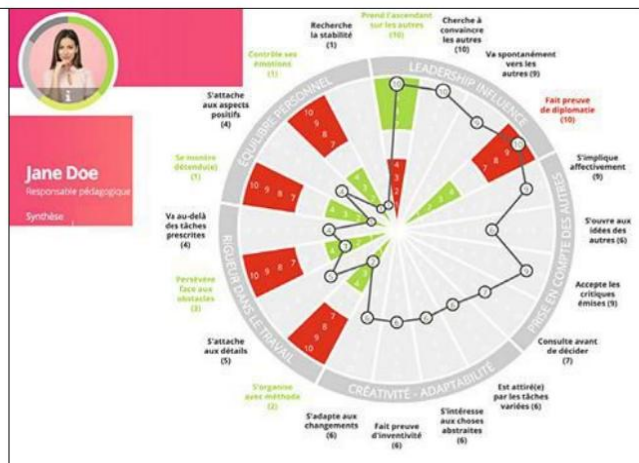 Jane Doe
Responsable pédagogique
Synthèse
LEADERSHIP INFLUENCE
PRISE EN COMPTE DES AUTRES
CRÉATIVITÉ - ADAPTABILITÉ
RIGUEUR DANS LE TRAVAIL
ÉQUILIBRE PERSONNEL
Prend l'ascendant
sur les autres
(10)
Cherche à
convaincre
les autres
(10)
Va spontanément
vers les
autres (9)
Fait preuve
de diplomatie
(10)
S'implique
affectivement
(9)
S'ouvre aux
idées des
autres (6)
Accepte les
critiques
émises (9)
Consulte avant
de décider
(7)
Est attiré(e)
par les tâches
variées (6)
S'intéresse
aux choses
abstraites
(6)
Fait preuve
d'inventivité
(6)
S'adapte aux
changements
(6)
S'organise
avec méthode
(2)
S'attache
aux détails
(5)
Persévère
face aux
obstacles
(3)
Va au-delà
des tâches
prescrites
(4)
Se montre
détendu(e)
(1)
S'attache
aux aspects
positifs
(4)
Contrôle ses
émotions
(1)
Recherche
la stabilité
(1)